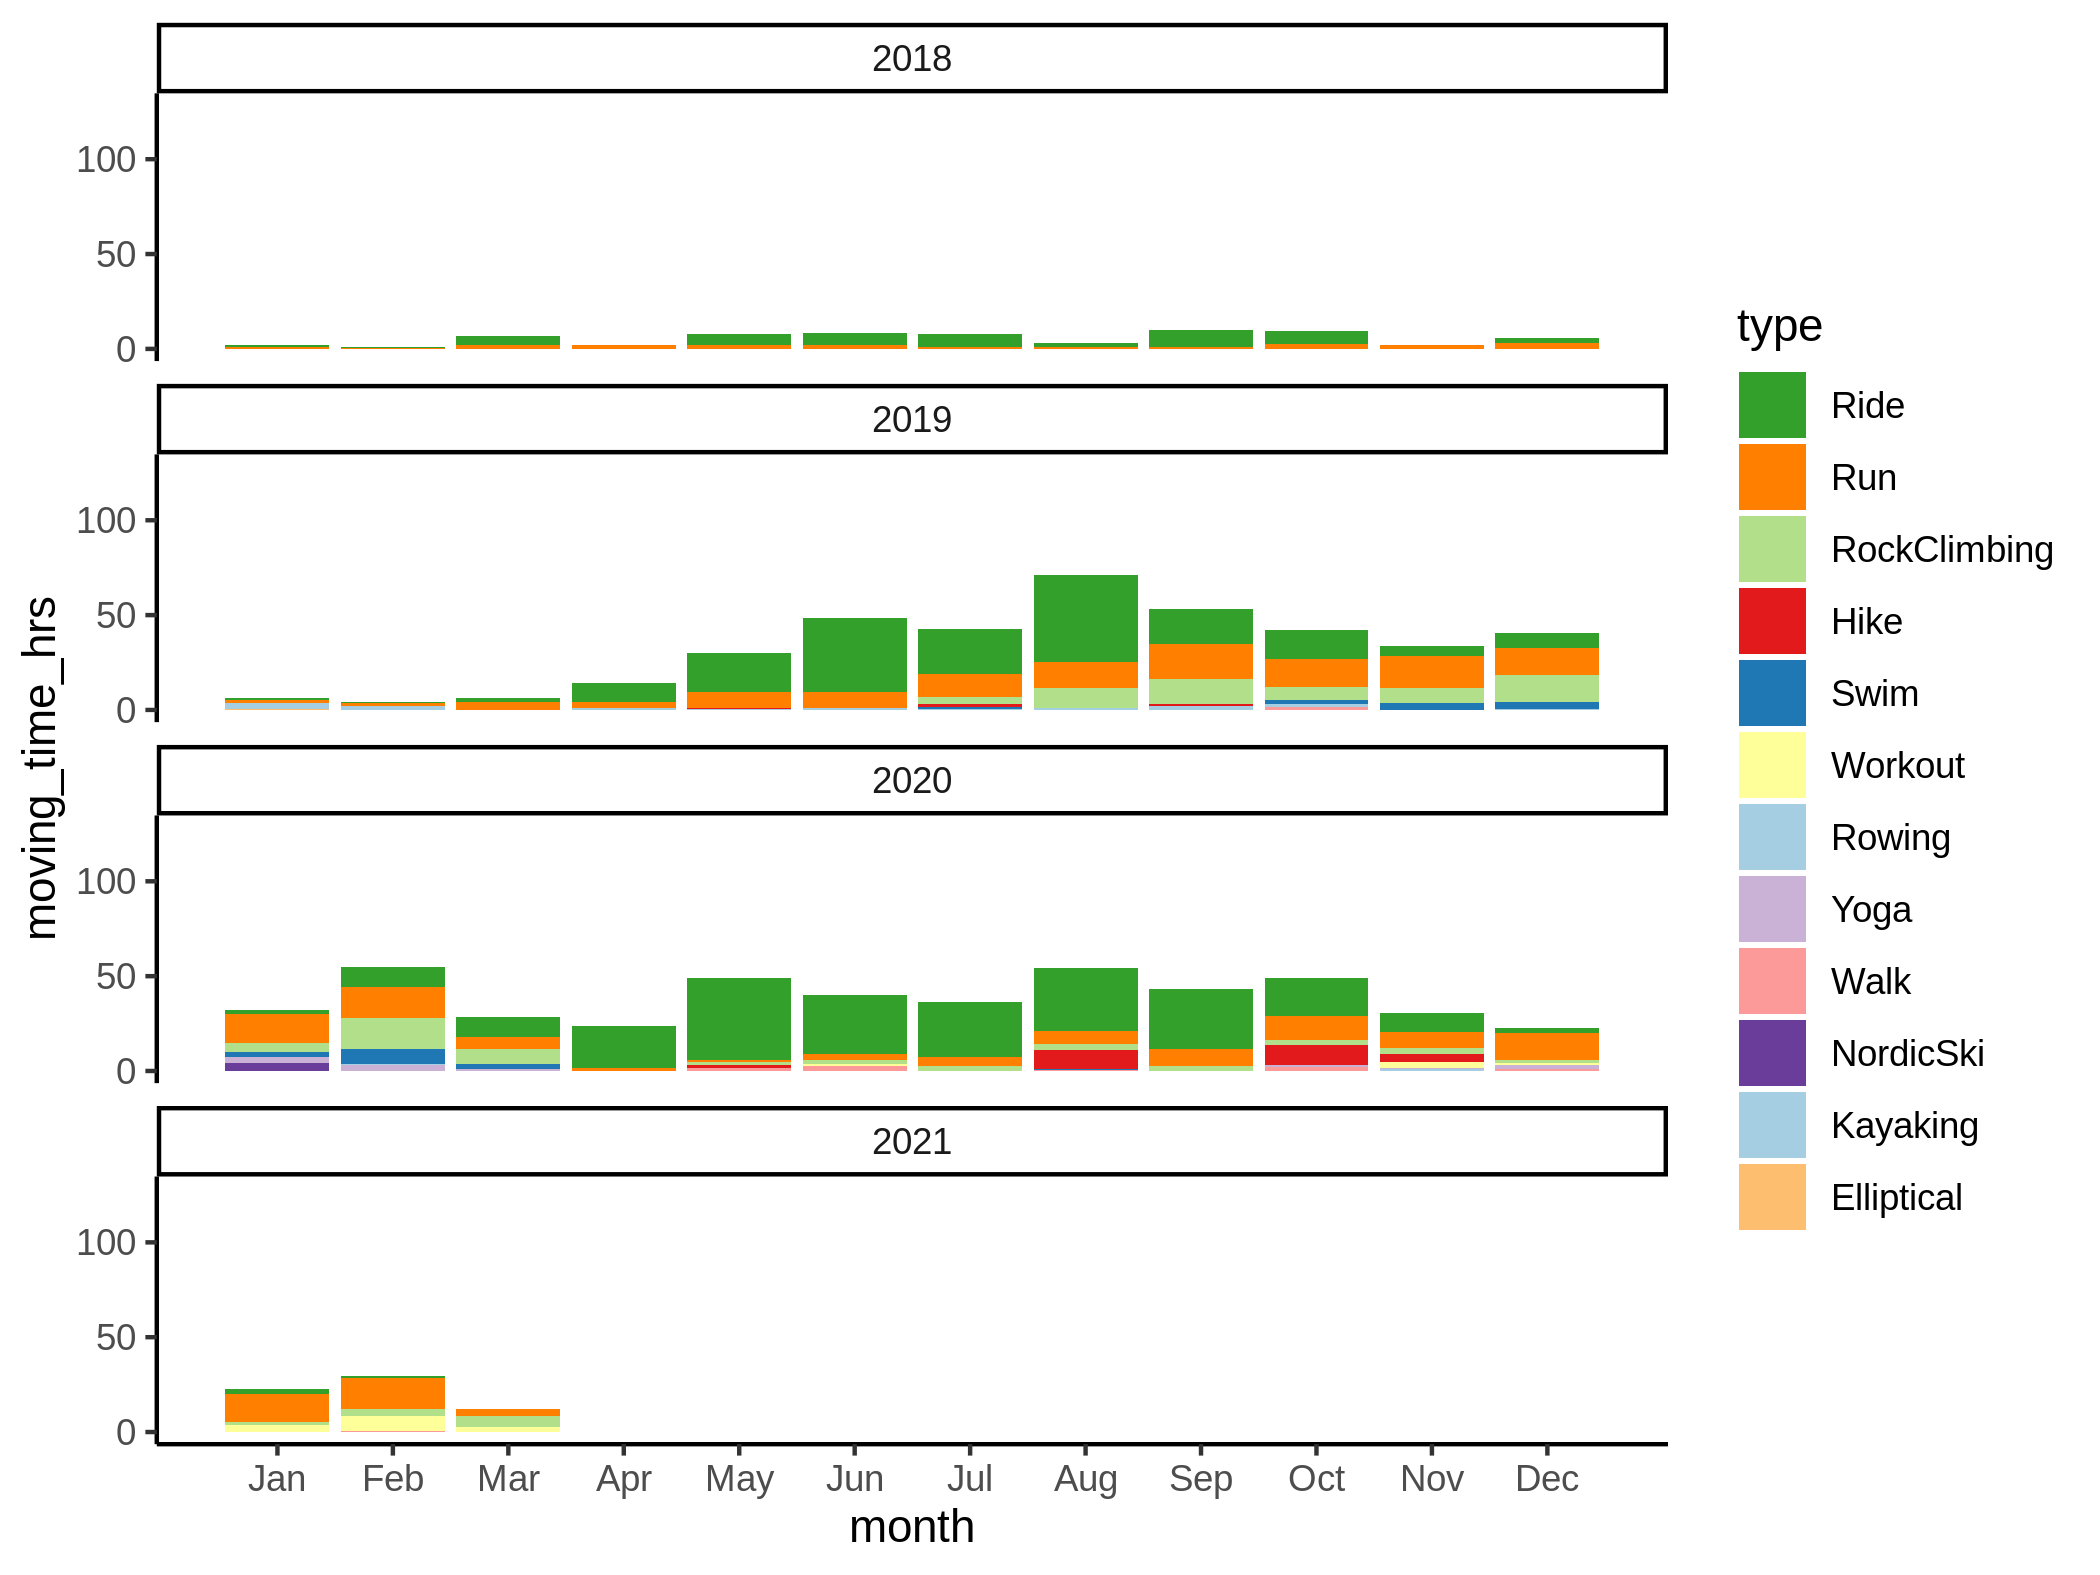 2018
100
50
0
2019
100
50
0
2020
100
50
0
2021
100
50
0
Jan Feb Mar Apr May Jun Jul Aug Sep Oct Nov Dec
month
moving_time_hrs
type
Ride
Run
RockClimbing
Hike
Swim
Workout
Rowing
Yoga
Walk
NordicSki
Kayaking
Elliptical